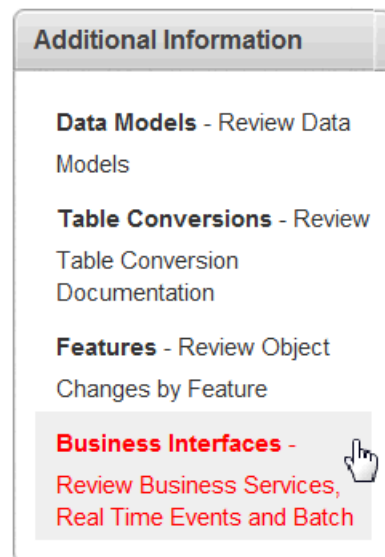 Additional Information
Data Models - Review Data
Models
Table Conversions - Review
Table Conversion
Documentation
Features - Review Object
Changes by Feature
Business Interfaces -
Review Business Services,
Real Time Events and Batch